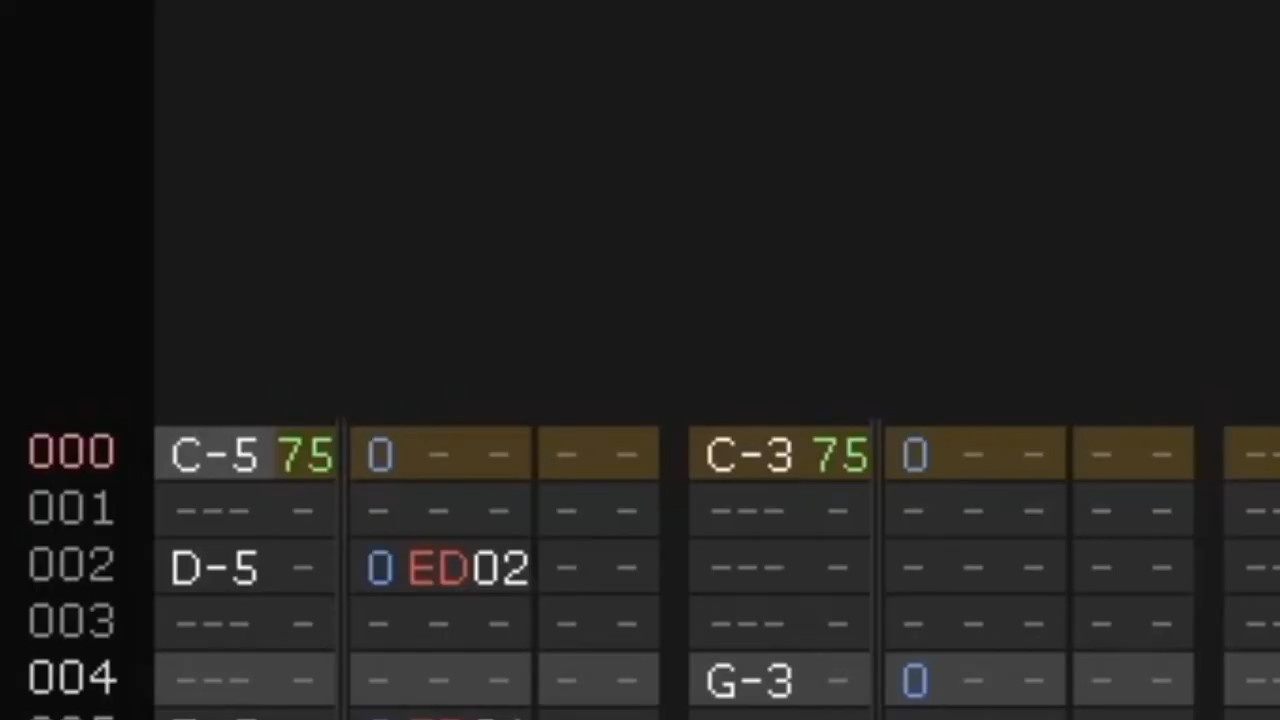 000 C-5 75 0 - - - - C-3 75 0 - - - - --
001 --- - - - - - - --- - - - - - - --
002 D-5 - 0 ED02 - - --- - - - - - - --
003 --- - - - - - - --- - - - - - - --
004 --- - - - - - - G-3 - 0 - - - - --